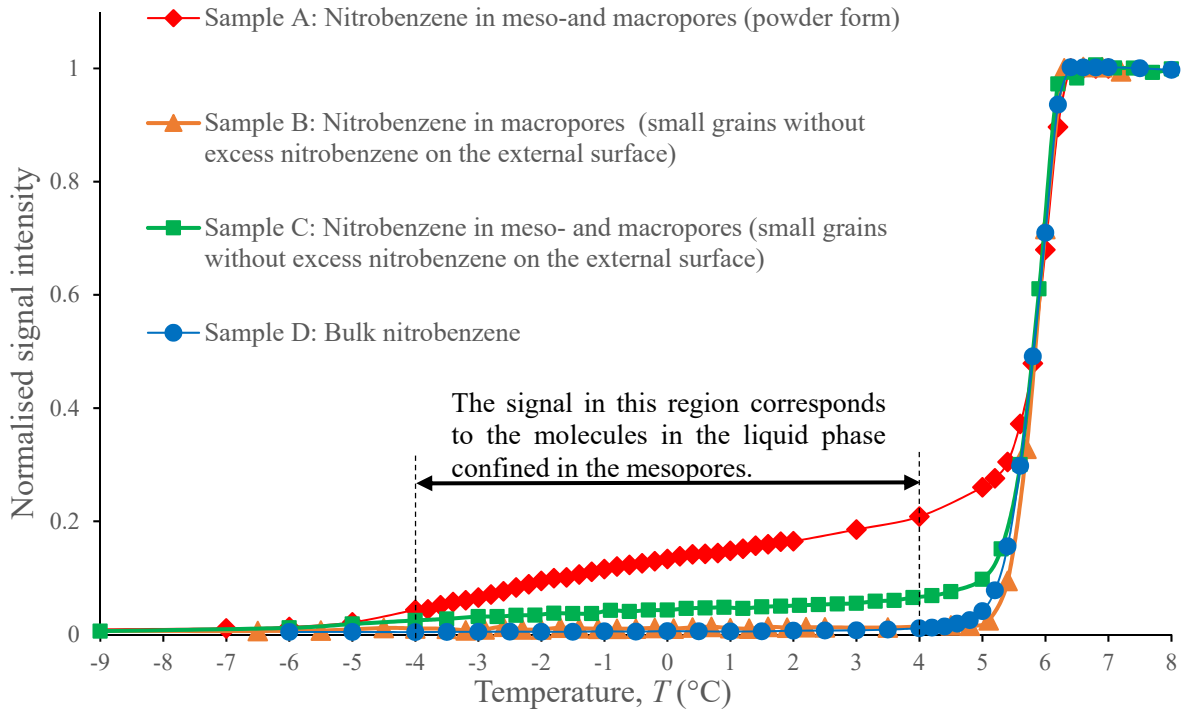 Sample A: Nitrobenzene in meso-and macropores (powder form)
Sample B: Nitrobenzene in macropores (small grains without
excess nitrobenzene on the external surface)
Sample C: Nitrobenzene in meso- and macropores (small grains
without excess nitrobenzene on the external surface)
Sample D: Bulk nitrobenzene
The signal in this region corresponds
to the molecules in the liquid phase
confined in the mesopores.
Normalised signal intensity
1
0.8
0.6
0.4
0.2
0
-9 -8 -7 -6 -5 -4 -3 -2 -1 0 1 2 3 4 5 6 7 8
Temperature, T (°C)